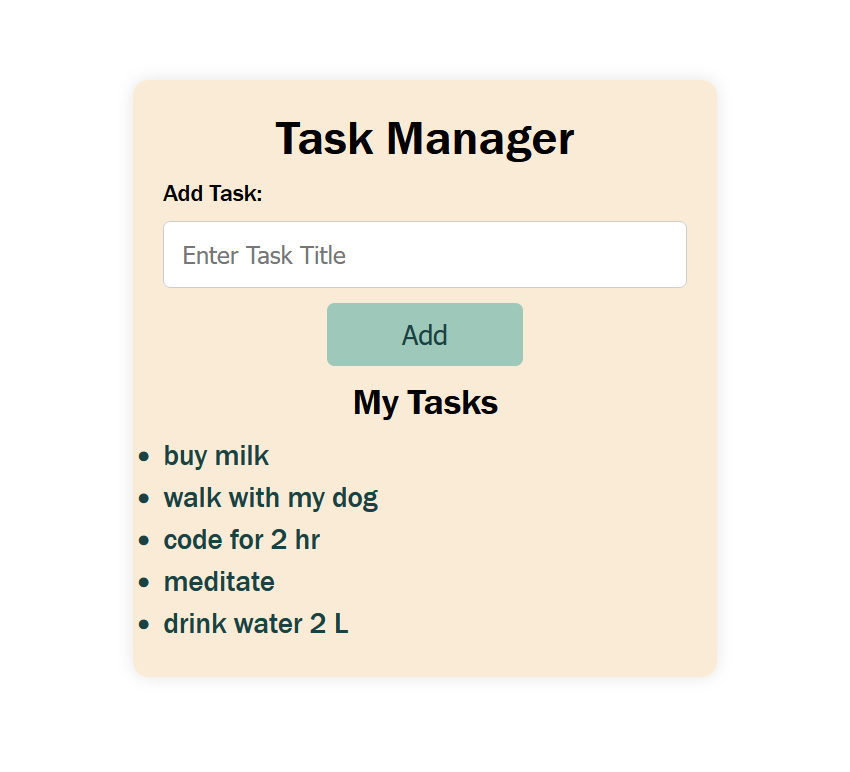 Task Manager
Add Task:
Enter Task Title
Add
My Tasks
buy milk
walk with my dog
code for 2 hr
meditate
drink water 2 L